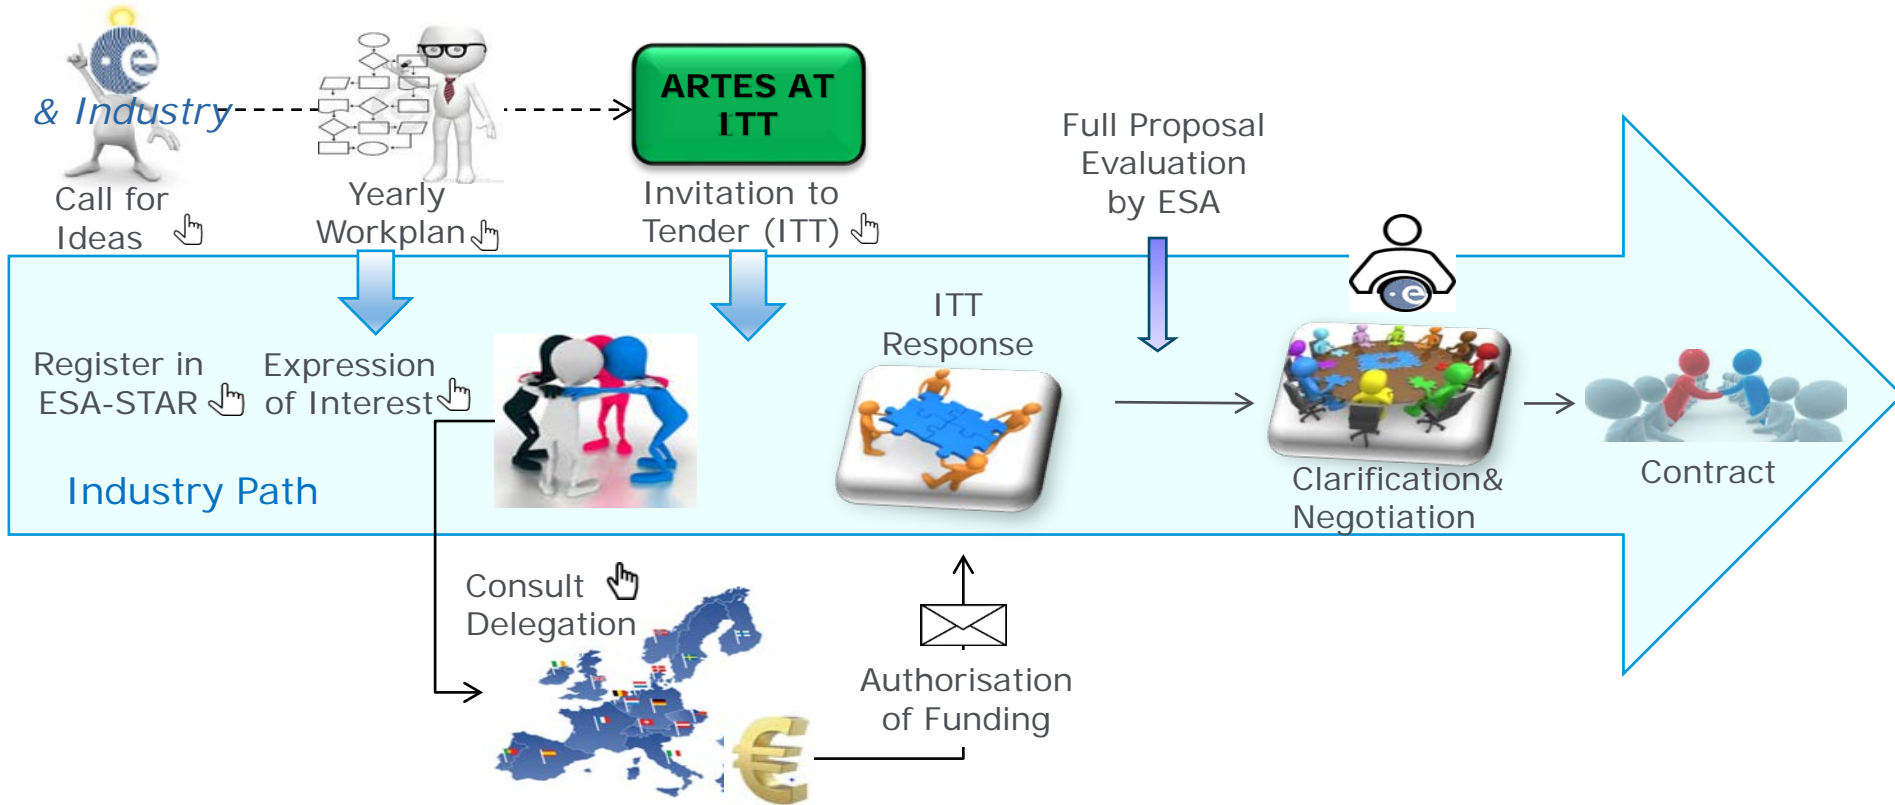 & Industry
Call for
Ideas
Yearly
Workplan
ARTES AT
ITT
Invitation to
Tender (ITT)
Full Proposal
Evaluation
by ESA
Register in
ESA-STAR
Expression
of Interest
ITT
Response
Clarification&
Negotiation
Contract
Industry Path
Consult
Delegation
Authorisation
of Funding